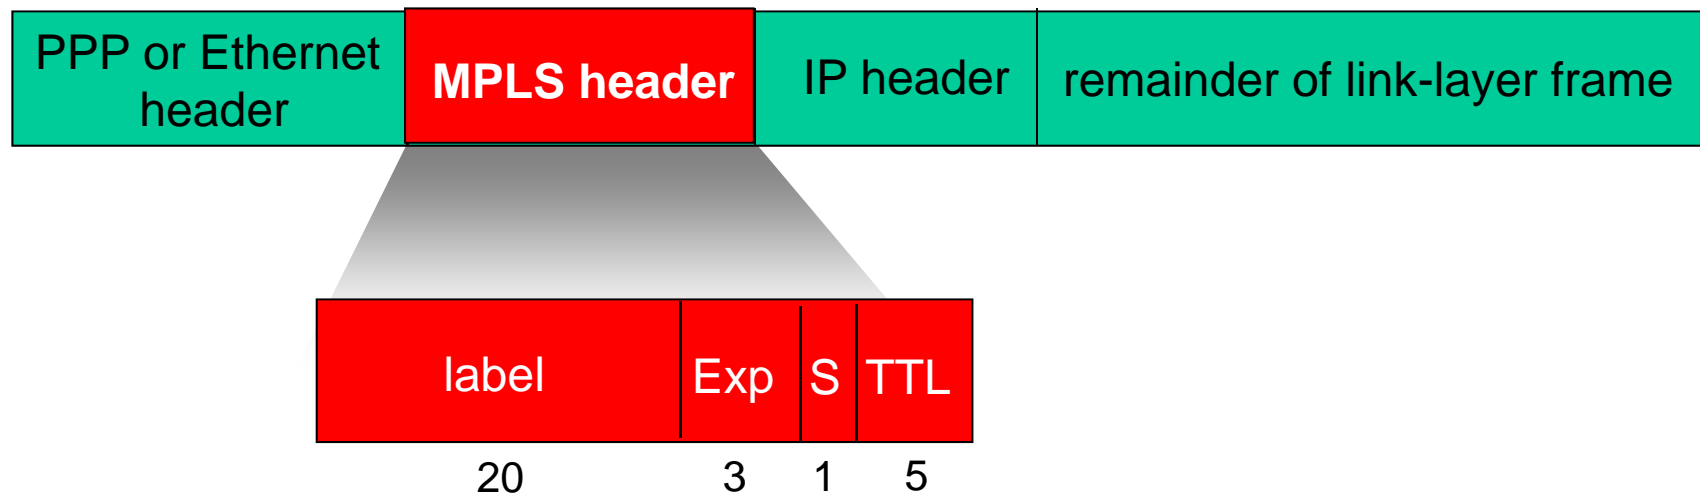 PPP or Ethernet
header
MPLS header
IP header
remainder of link-layer frame
label
Exp
S
TTL
20
3
1
5